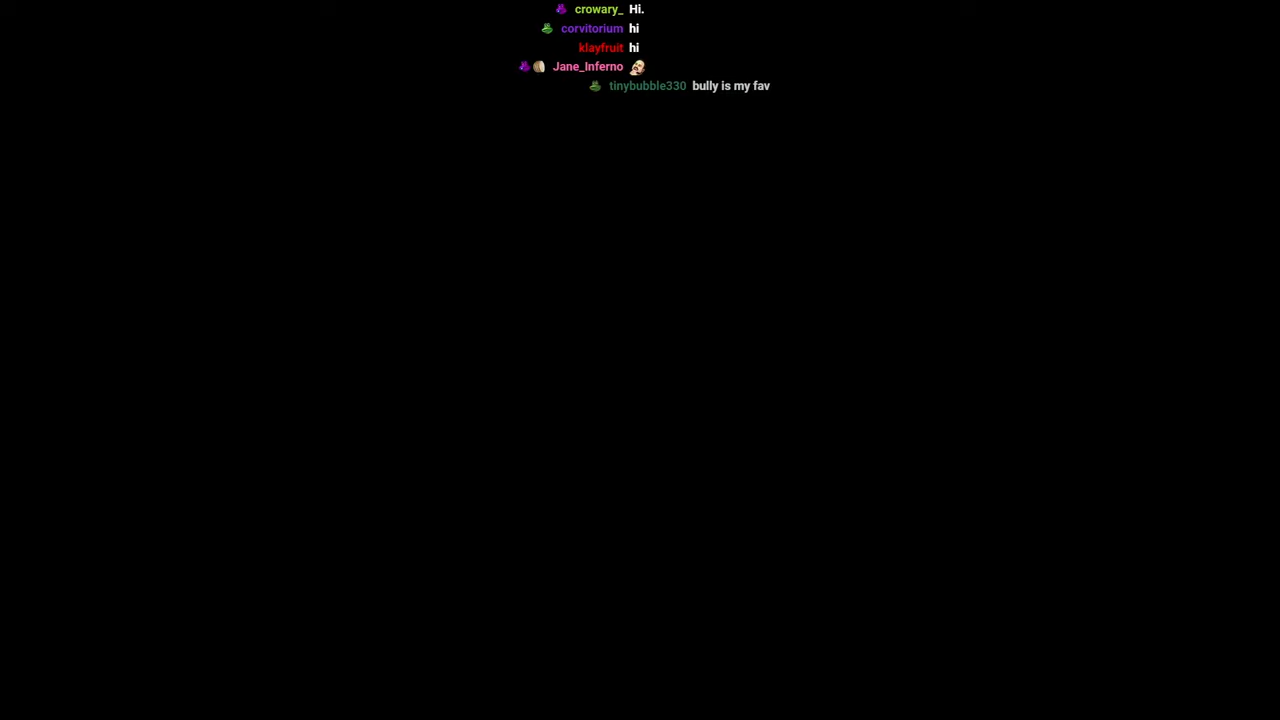 crowary_ Hi.
corvitorium hi
klayfruit hi
Jane_Inferno
tinybubble330 bully is my fav